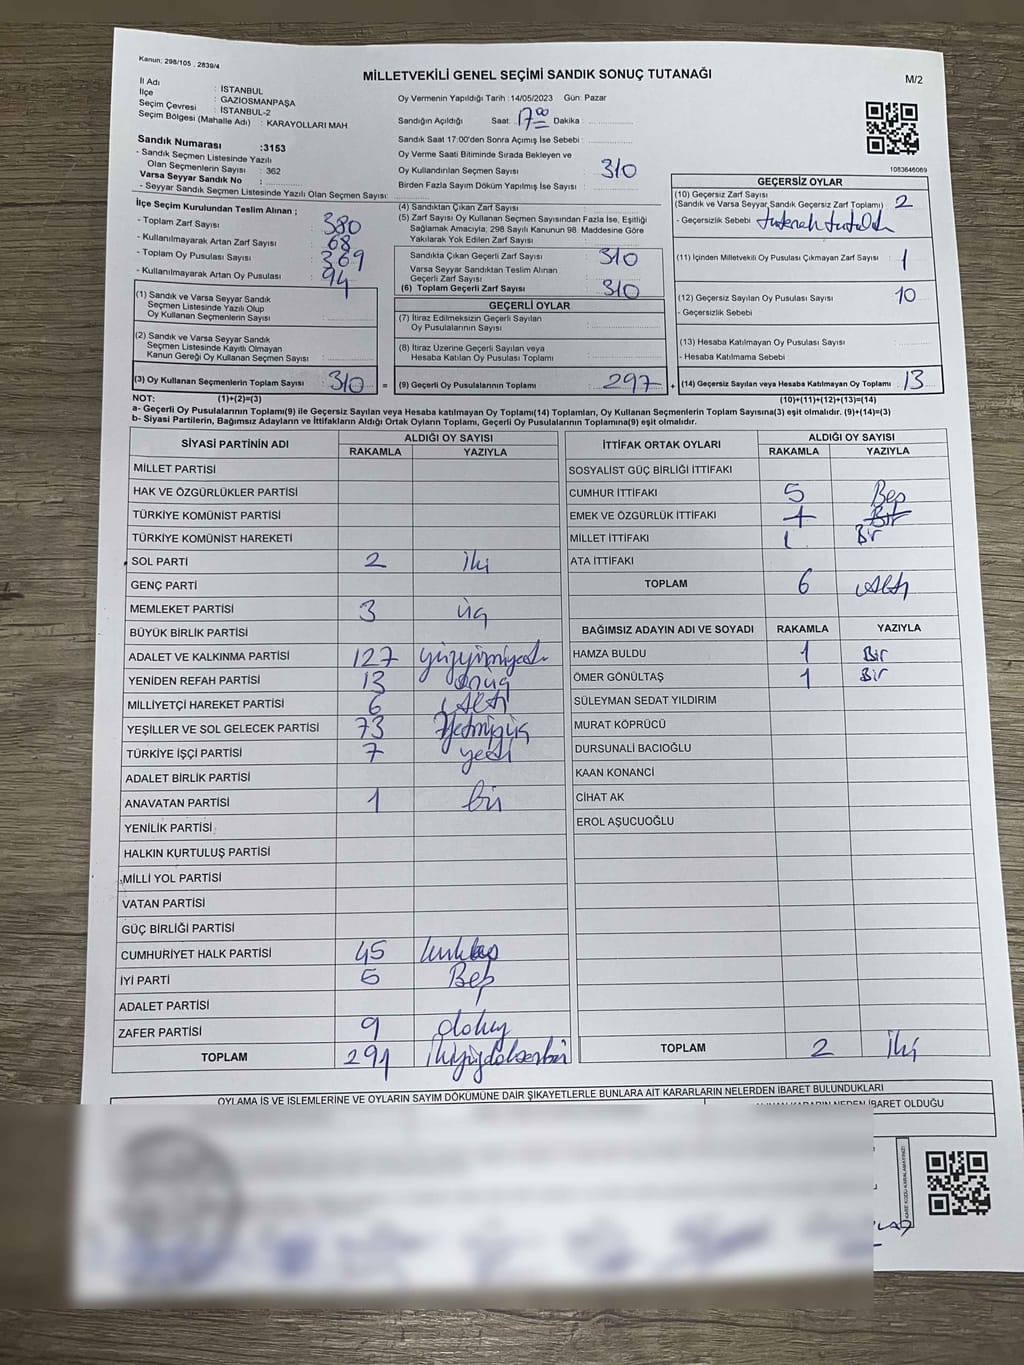 Kanun: 298/105 , 2839/4
MİLLETVEKİLİ GENEL SEÇİMİ SANDIK SONUÇ TUTANAĞI
M/2
İl Adı : İSTANBUL
İlçe : GAZİOSMANPAŞA
Seçim Çevresi : İSTANBUL-2
Seçim Bölgesi (Mahalle Adı) : KARAYOLLARI MAH
Sandık Numarası :3153
- Sandık Seçmen Listesinde Yazılı
Olan Seçmenlerin Sayısı : 362
Varsa Seyyar Sandık No :
- Seyyar Sandık Seçmen Listesinde Yazılı Olan Seçmen Sayısı:
Oy Vermenin Yapıldığı Tarih :14/05/2023 Gün: Pazar
Sandığın Açıldığı Saat: 17:00 Dakika :
Sandık Saat 17:00'den Sonra Açımış İse Sebebi :
Oy Verme Saati Bitiminde Sırada Bekleyen ve
Oy Kullandırılan Seçmen Sayısı : 310
Birden Fazla Sayım Döküm Yapılmış İse Sayısı :
1083646069
İlçe Seçim Kurulundan Teslim Alınan ;
- Toplam Zarf Sayısı : 380
- Kullanılmayarak Artan Zarf Sayısı : 68
- Toplam Oy Pusulası Sayısı : 369
- Kullanılmayarak Artan Oy Pusulası : 94
(1) Sandık ve Varsa Seyyar Sandık
Seçmen Listesinde Yazılı Olup
Oy Kullanan Seçmenlerin Sayısı :
(2) Sandık ve Varsa Seyyar Sandık
Seçmen Listesinde Kayıtlı Olmayan
Kanun Gereği Oy Kullanan Seçmen Sayısı :
(3) Oy Kullanan Seçmenlerin Toplam Sayısı : 310 =
(4) Sandıktan Çıkan Zarf Sayısı :
(5) Zarf Sayısı Oy Kullanan Seçmen Sayısından Fazla İse, Eşitliği
Sağlamak Amacıyla; 298 Sayılı Kanunun 98. Maddesine Göre
Yakılarak Yok Edilen Zarf Sayısı :
Sandıkta Çıkan Geçerli Zarf Sayısı : 310
Varsa Seyyar Sandıktan Teslim Alınan
Geçerli Zarf Sayısı :
(6) Toplam Geçerli Zarf Sayısı : 310
GEÇERLİ OYLAR
(7) İtiraz Edilmeksizin Geçerli Sayılan
Oy Pusulalarının Sayısı :
(8) İtiraz Üzerine Geçerli Sayılan veya
Hesaba Katılan Oy Pusulası Toplamı :
(9) Geçerli Oy Pusulalarının Toplamı : 297 +
GEÇERSİZ OYLAR
(10) Geçersiz Zarf Sayısı
(Sandık ve Varsa Seyyar Sandık Geçersiz Zarf Toplamı) : 2
- Geçersizlik Sebebi :
(11) İçinden Milletvekili Oy Pusulası Çıkmayan Zarf Sayısı : 1
(12) Geçersiz Sayılan Oy Pusulası Sayısı : 10
- Geçersizlik Sebebi
(13) Hesaba Katılmayan Oy Pusulası Sayısı :
- Hesaba Katılmama Sebebi
(14) Geçersiz Sayılan veya Hesaba Katılmayan Oy Pusulası Toplamı : 13
NOT: (1)+(2)=(3) (10)+(11)+(12)+(13)=(14)
a- Geçerli Oy Pusulalarının Toplamı(9) ile Geçersiz Sayılan veya Hesaba katılmayan Oy Toplamı(14) Toplamları, Oy Kullanan Seçmenlerin Toplam Sayısına(3) eşit olmalıdır. (9)+(14)=(3)
b- Siyasi Partilerin, Bağımsız Adayların ve İttifakların Aldığı Ortak Oyların Toplamı, Geçerli Oy Pusulalarının Toplamına(9) eşit olmalıdır.
SİYASİ PARTİNİN ADI ALDIĞI OY SAYISI
RAKAMLA YAZIYLA
MİLLET PARTİSİ
HAK VE ÖZGÜRLÜKLER PARTİSİ
TÜRKİYE KOMÜNİST PARTİSİ
TÜRKİYE KOMÜNİST HAREKETİ
SOL PARTİ 2 iki
GENÇ PARTİ
MEMLEKET PARTİSİ 3 üç
BÜYÜK BİRLİK PARTİSİ
ADALET VE KALKINMA PARTİSİ 127 yüzyirmiyedi
YENİDEN REFAH PARTİSİ 13 onüç
MİLLİYETÇİ HAREKET PARTİSİ 6 Altı
YEŞİLLER VE SOL GELECEK PARTİSİ 73 Yetmişüç
TÜRKİYE İŞÇİ PARTİSİ 7 yedi
ADALET BİRLİK PARTİSİ
ANAVATAN PARTİSİ 1 bir
YENİLİK PARTİSİ
HALKIN KURTULUŞ PARTİSİ
MİLLİ YOL PARTİSİ
VATAN PARTİSİ
GÜÇ BİRLİĞİ PARTİSİ
CUMHURİYET HALK PARTİSİ 45 kırkbeş
İYİ PARTİ 5 Beş
ADALET PARTİSİ
ZAFER PARTİSİ 9 dokuz
TOPLAM 291 ikiyüzdoksanbir
İTTİFAK ORTAK OYLARI ALDIĞI OY SAYISI
RAKAMLA YAZIYLA
SOSYALİST GÜÇ BİRLİĞİ İTTİFAKI
CUMHUR İTTİFAKI 5 Beş
EMEK VE ÖZGÜRLÜK İTTİFAKI 1 Bir
MİLLET İTTİFAKI 1 Bir
ATA İTTİFAKI
TOPLAM 6 Altı
BAĞIMSIZ ADAYIN ADI VE SOYADI RAKAMLA YAZIYLA
HAMZA BULDU 1 Bir
ÖMER GÖNÜLTAŞ 1 Bir
SÜLEYMAN SEDAT YILDIRIM
MURAT KÖPRÜCÜ
DURSUNALİ BACIOĞLU
KAAN KONANCİ
CİHAT AK
EROL AŞUCUOĞLU
TOPLAM 2 iki
OYLAMA İŞ VE İŞLEMLERİNE VE OYLARIN SAYIM DÖKÜMÜNE DAİR ŞİKAYETLERLE BUNLARA AİT KARARLARIN NELERDEN İBARET BULUNDUKLARI
NEDEN İBARET OLDUĞU